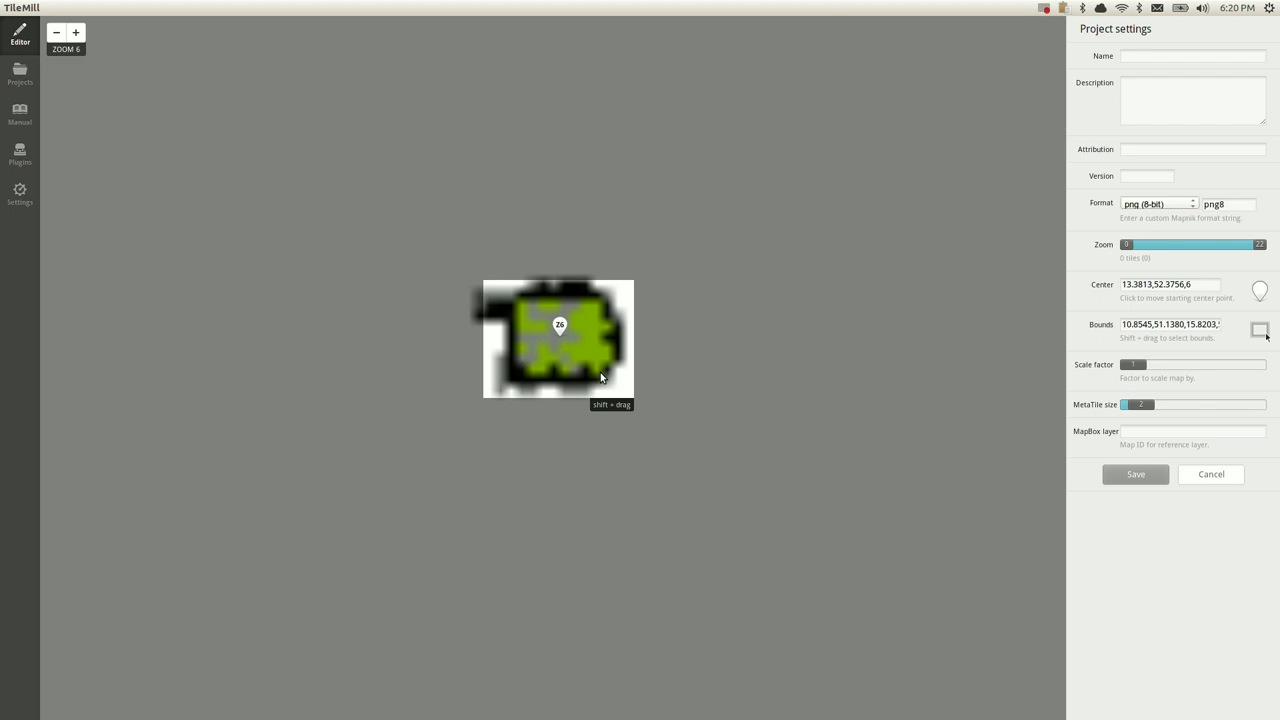 TileMill
6:20 PM
Editor
Projects
Manual
Plugins
Settings
− +
ZOOM 6
Z6
shift + drag
Project settings
Name
Description
Attribution
Version
Format png (8-bit) png8
Enter a custom Mapnik format string.
Zoom 0 22
0 tiles (0)
Center 13.3813,52.3756,6
Click to move starting center point.
Bounds 10.8545,51.1380,15.8203,
Shift + drag to select bounds.
Scale factor 1
Factor to scale map by.
MetaTile size 2
MapBox layer
Map ID for reference layer.
Save Cancel